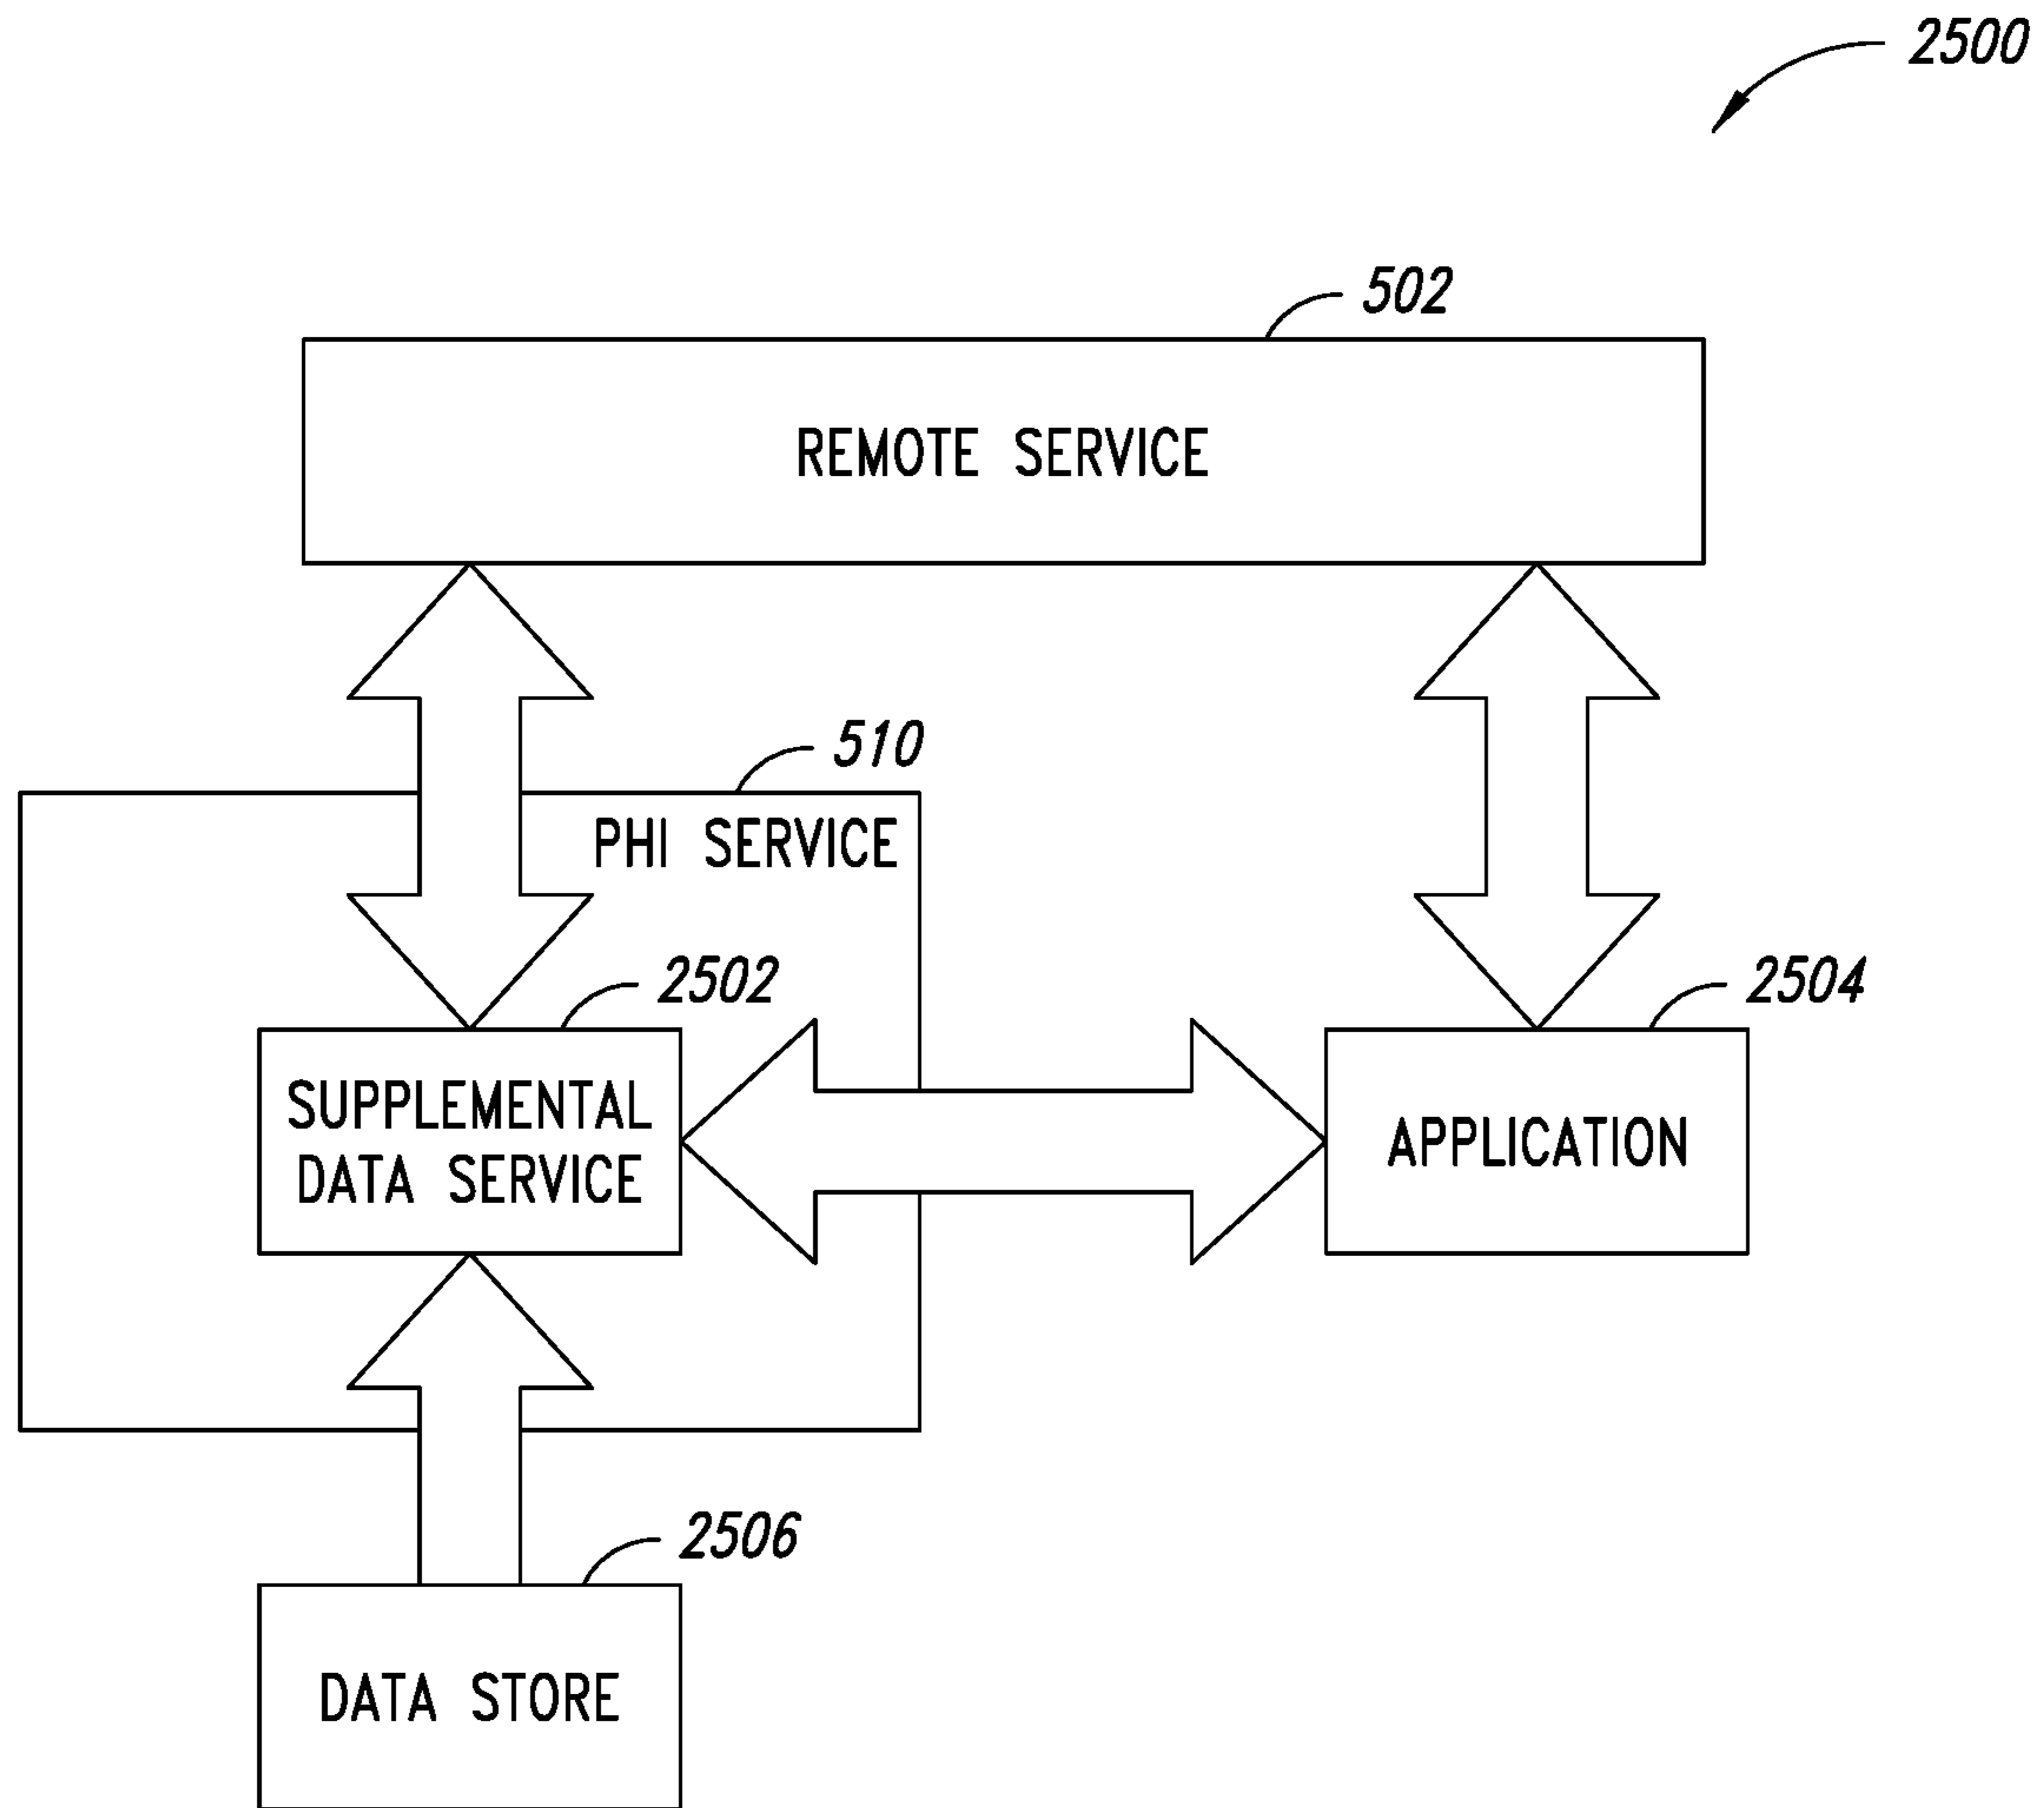 2500
502
REMOTE SERVICE
510
PHI SERVICE
2502
2504
SUPPLEMENTAL
DATA SERVICE
APPLICATION
2506
DATA STORE